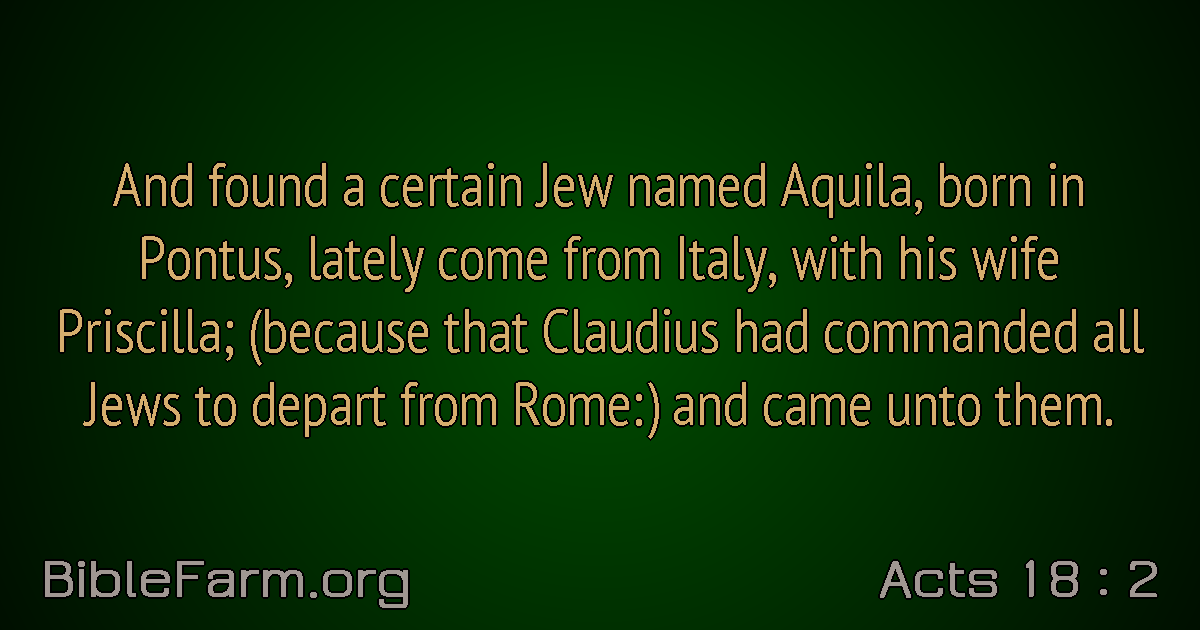 And found a certain Jew named Aquila, born in
Pontus, lately come from Italy, with his wife
Priscilla; (because that Claudius had commanded all
Jews to depart from Rome:) and came unto them.
BibleFarm.org
Acts 18 : 2